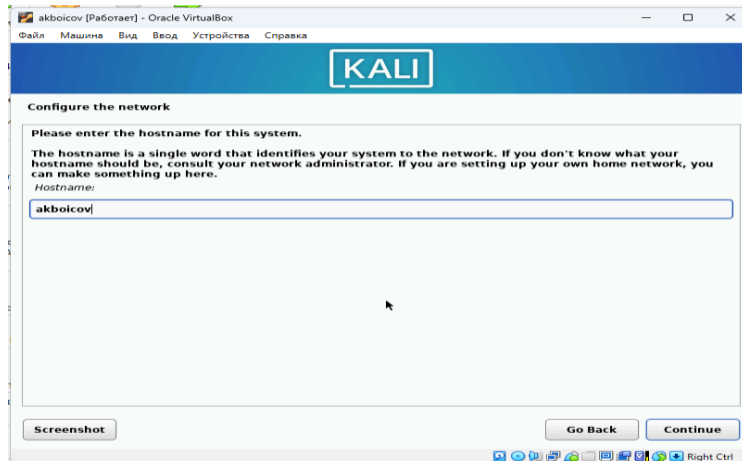 akboicov [Работает] - Oracle VirtualBox
Файл Машина Вид Ввод Устройства Справка
KALI
Configure the network
Please enter the hostname for this system.
The hostname is a single word that identifies your system to the network. If you don't know what your
hostname should be, consult your network administrator. If you are setting up your own home network, you
can make something up here.
Hostname:
akboicov
Screenshot Go Back Continue
Right Ctrl